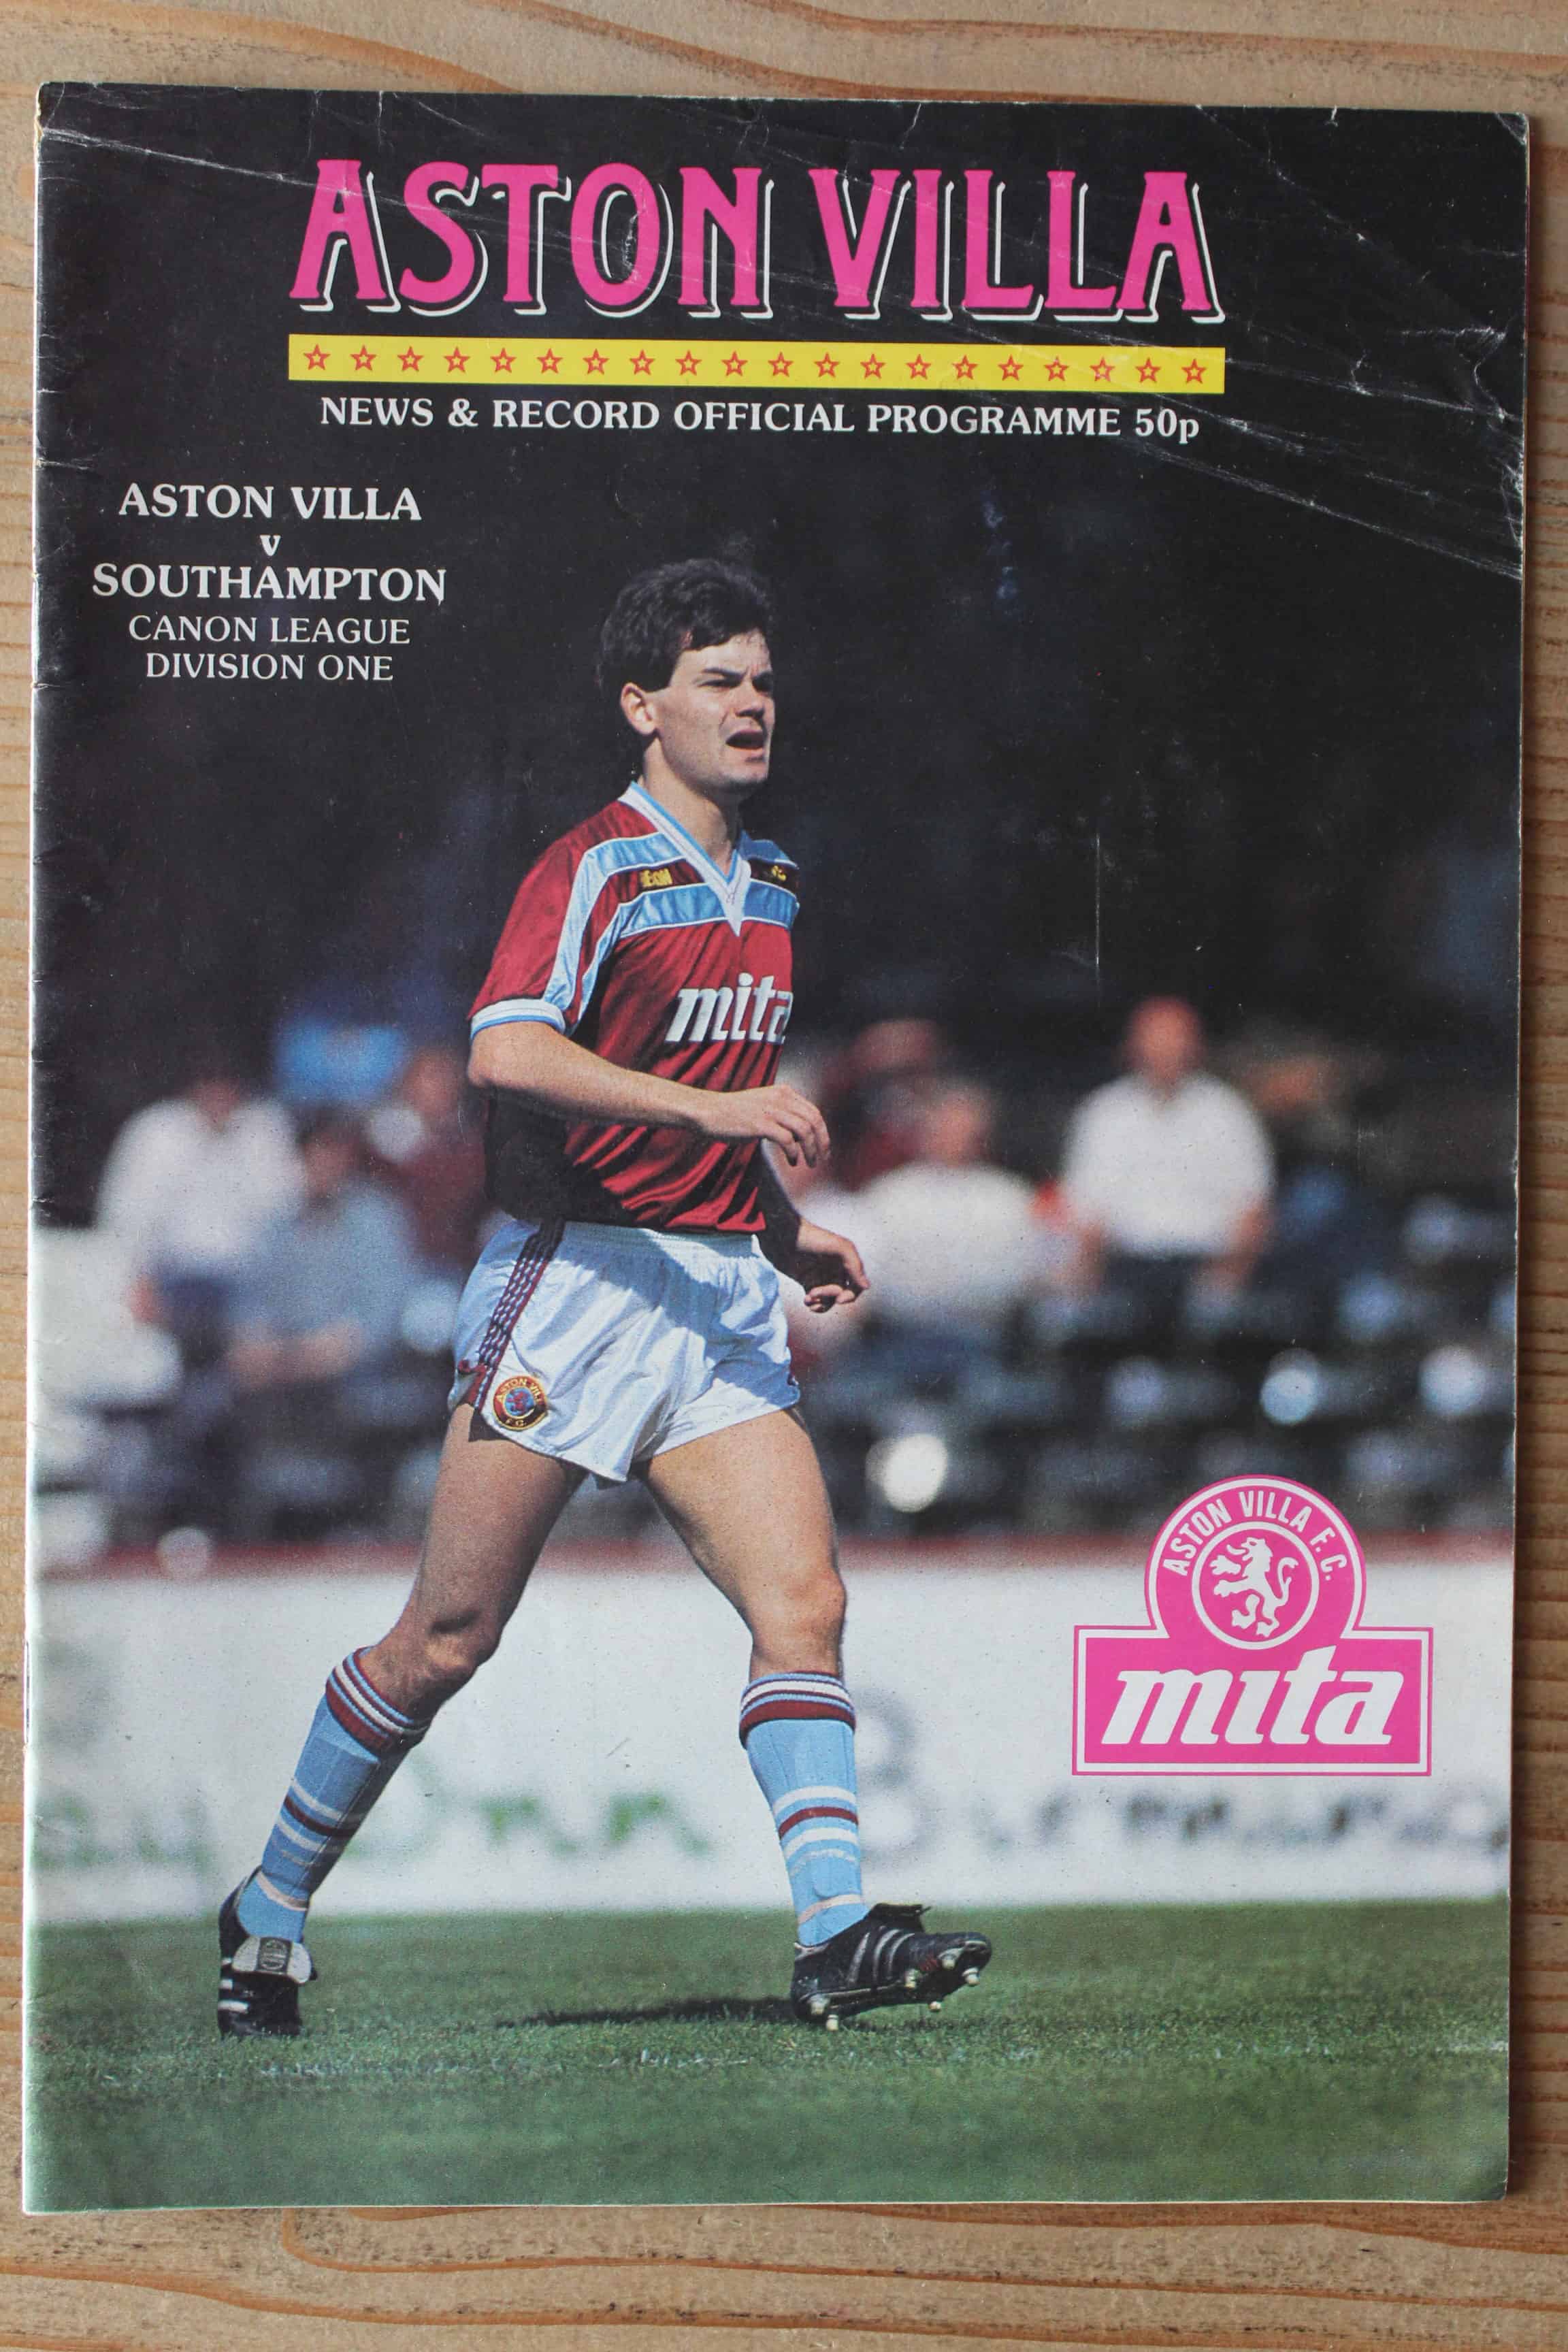 ASTON VILLA
NEWS & RECORD OFFICIAL PROGRAMME 50p
ASTON VILLA
v
SOUTHAMPTON
CANON LEAGUE
DIVISION ONE
mita
ASTON VILLA F.C.
mita